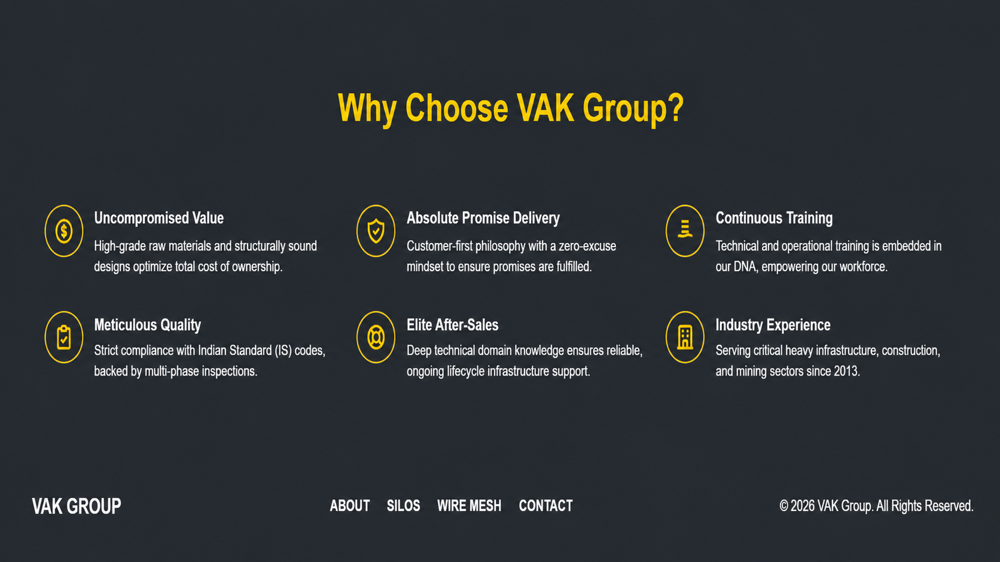 Why Choose VAK Group?
Uncompromised Value
High-grade raw materials and structurally sound
designs optimize total cost of ownership.
Absolute Promise Delivery
Customer-first philosophy with a zero-excuse
mindset to ensure promises are fulfilled.
Continuous Training
Technical and operational training is embedded in
our DNA, empowering our workforce.
Meticulous Quality
Strict compliance with Indian Standard (IS) codes,
backed by multi-phase inspections.
Elite After-Sales
Deep technical domain knowledge ensures reliable,
ongoing lifecycle infrastructure support.
Industry Experience
Serving critical heavy infrastructure, construction,
and mining sectors since 2013.
VAK GROUP
ABOUT SILOS WIRE MESH CONTACT
© 2026 VAK Group. All Rights Reserved.